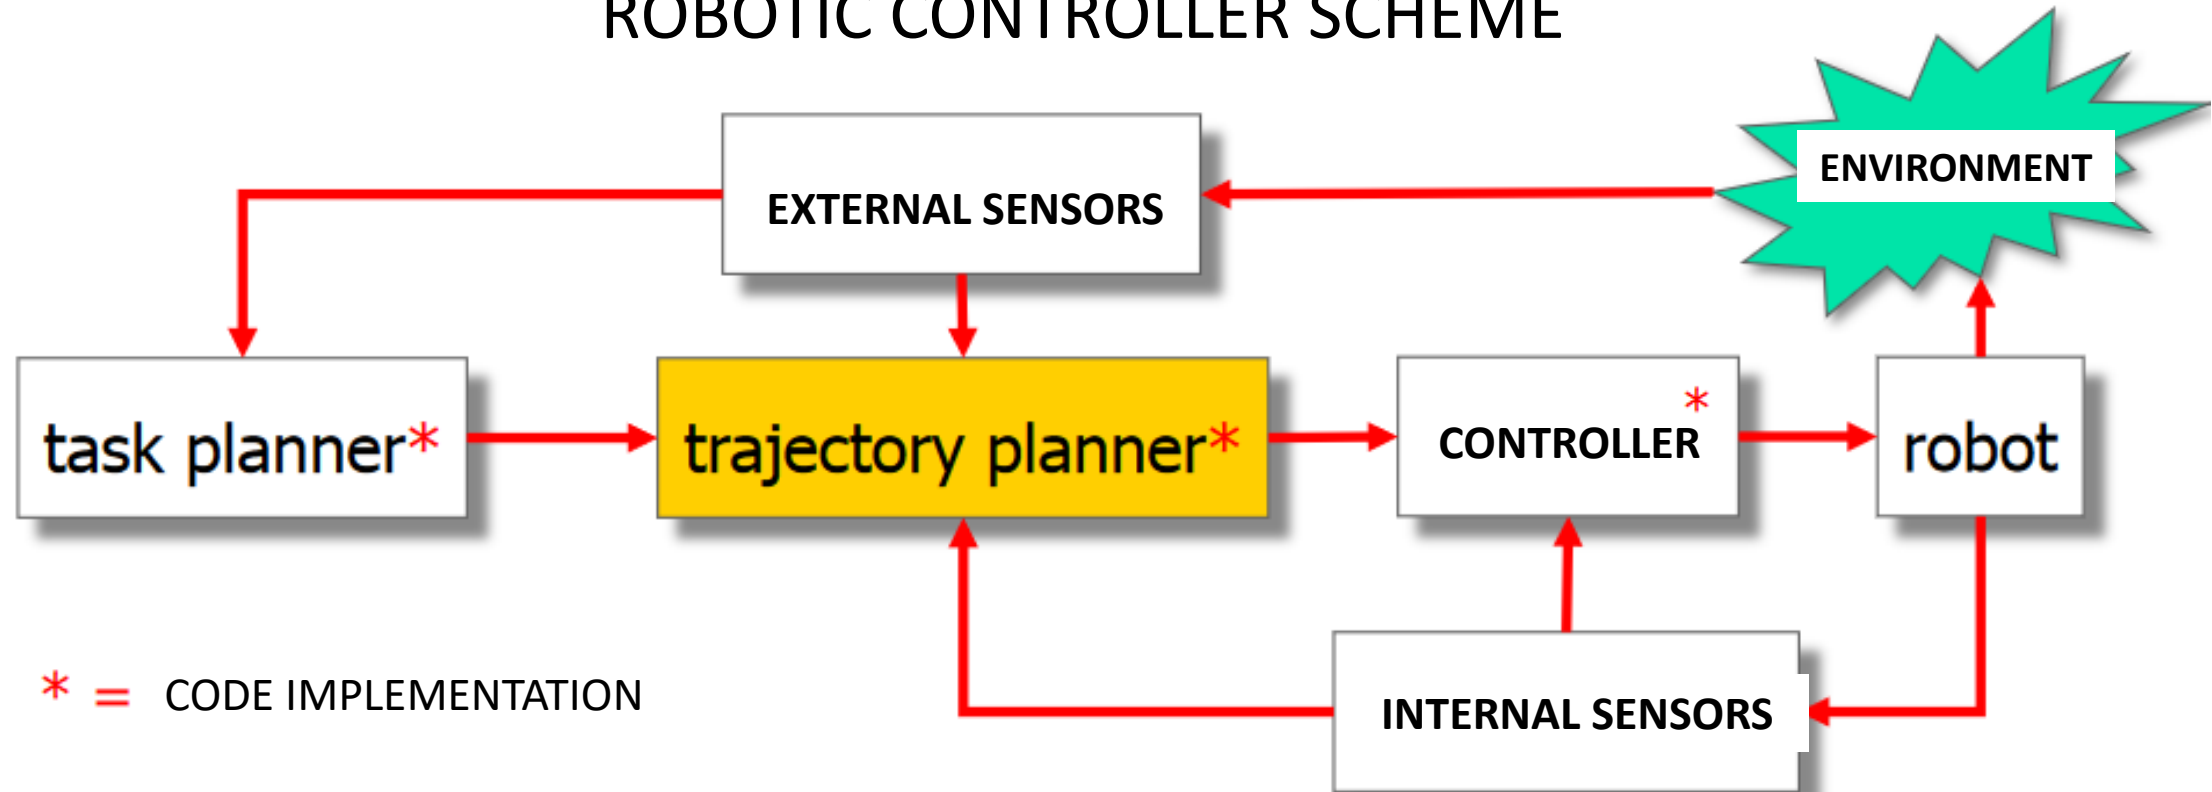 ROBOTIC CONTROLLER SCHEME
ENVIRONMENT
EXTERNAL SENSORS
task planner*
trajectory planner*
CONTROLLER *
robot
* = CODE IMPLEMENTATION
INTERNAL SENSORS